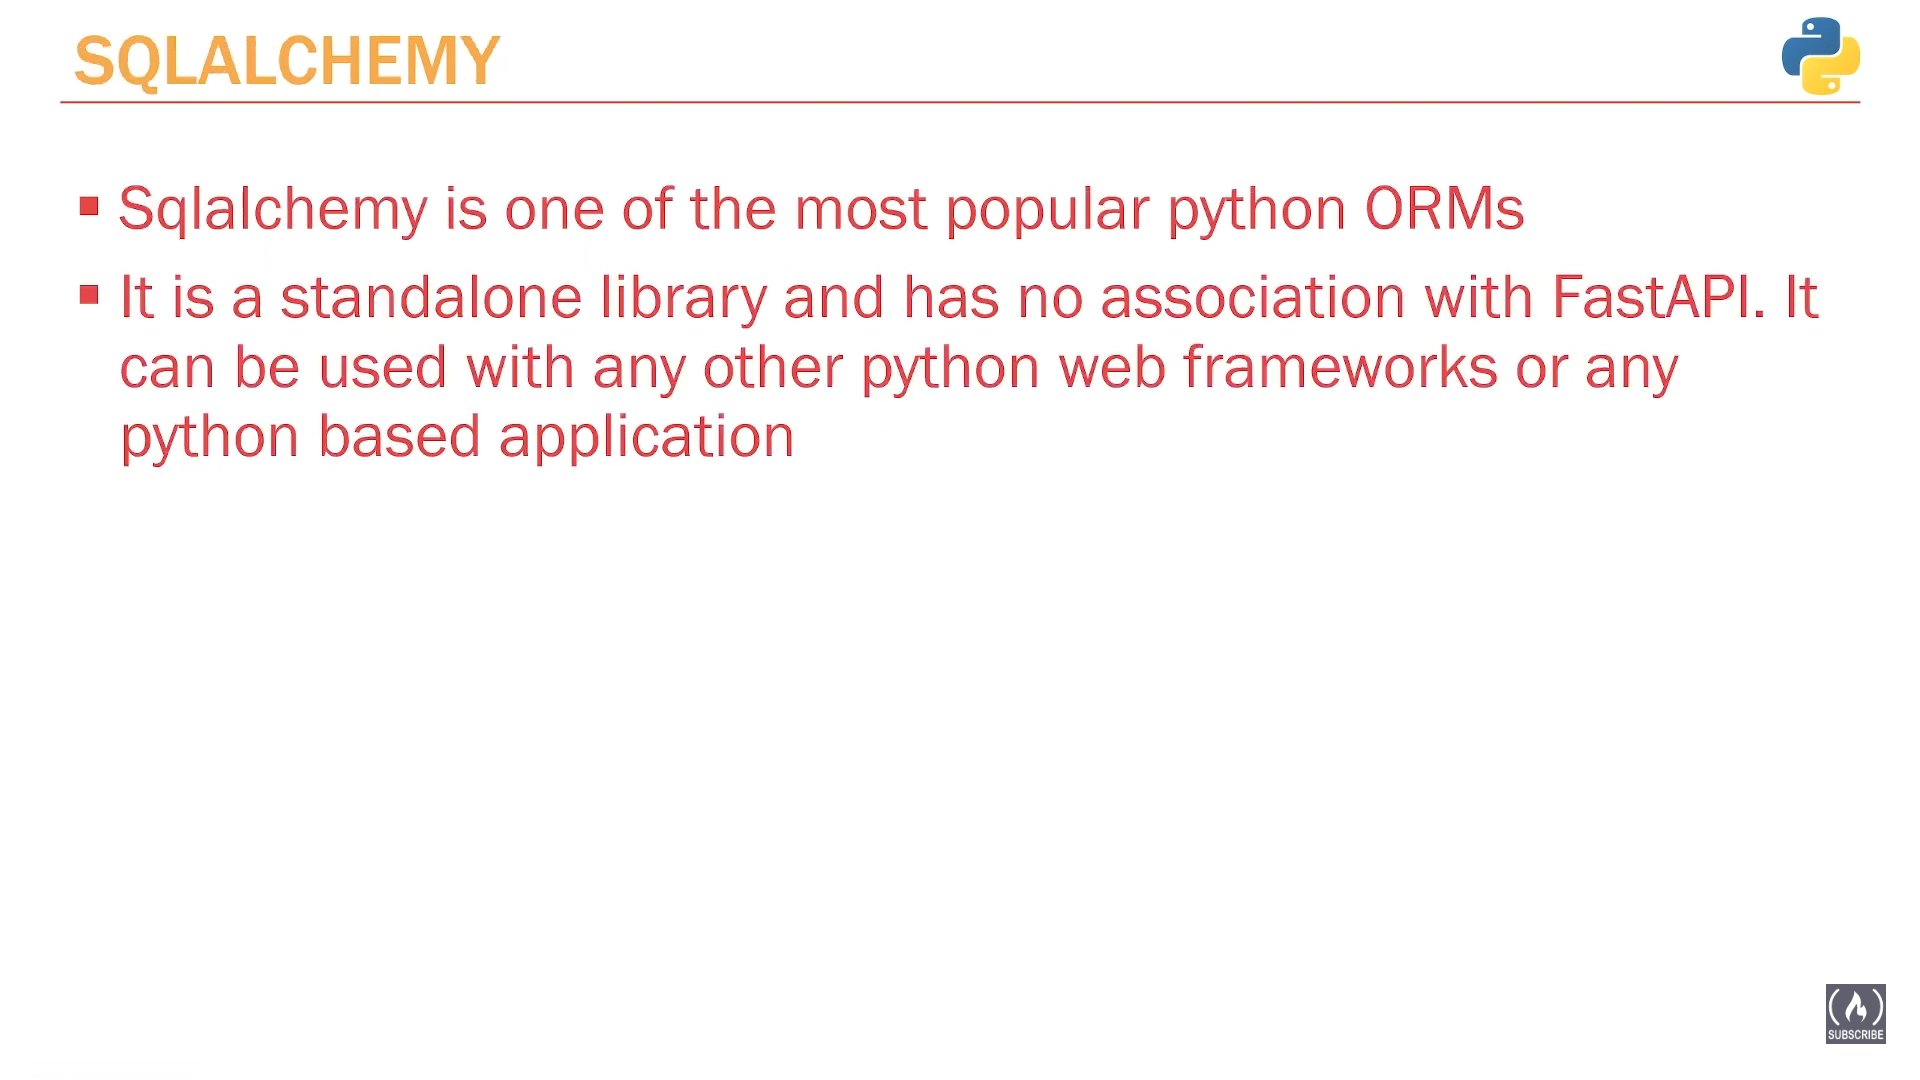 SQLALCHEMY
▪ Sqlalchemy is one of the most popular python ORMs
▪ It is a standalone library and has no association with FastAPI. It
can be used with any other python web frameworks or any
python based application
SUBSCRIBE